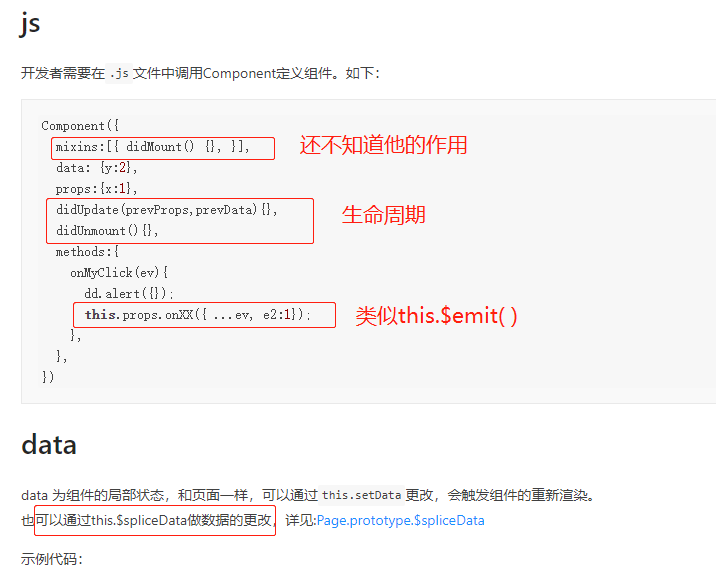 js
开发者需要在 .js 文件中调用Component定义组件。如下：
Component({
mixins:[{ didMount() {}, }], 还不知道他的作用
data: {y:2},
props:{x:1},
didUpdate(prevProps,prevData){}, 生命周期
didUnmount(){},
methods:{
onMyClick(ev){
dd.alert({});
this.props.onXX({ ...ev, e2:1}); 类似this.$emit( )
},
},
})
data
data 为组件的局部状态，和页面一样，可以通过 this.setData 更改，会触发组件的重新渲染。
也可以通过this.$spliceData做数据的更改，详见:Page.prototype.$spliceData
示例代码：